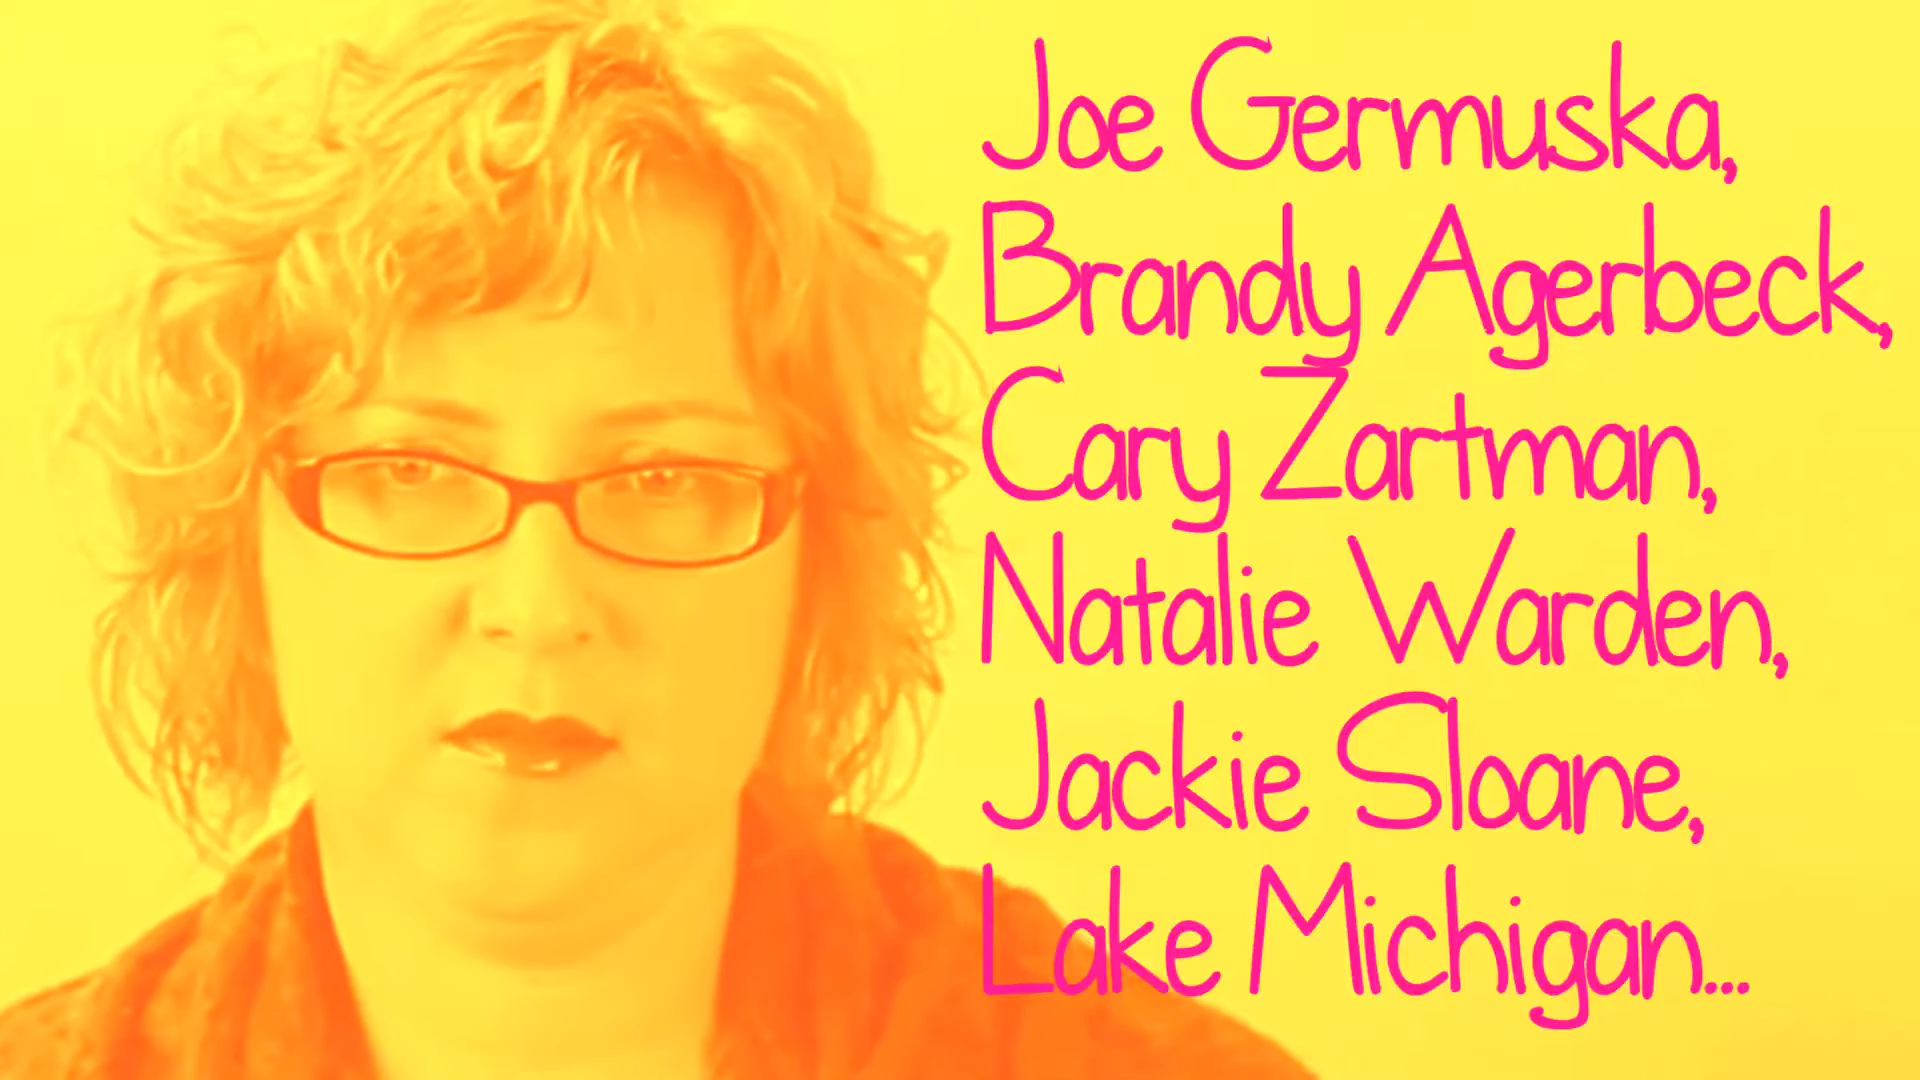 Joe Germuska,
Brandy Agerbeck,
Cary Zartman,
Natalie Warden,
Jackie Sloane,
Lake Michigan...